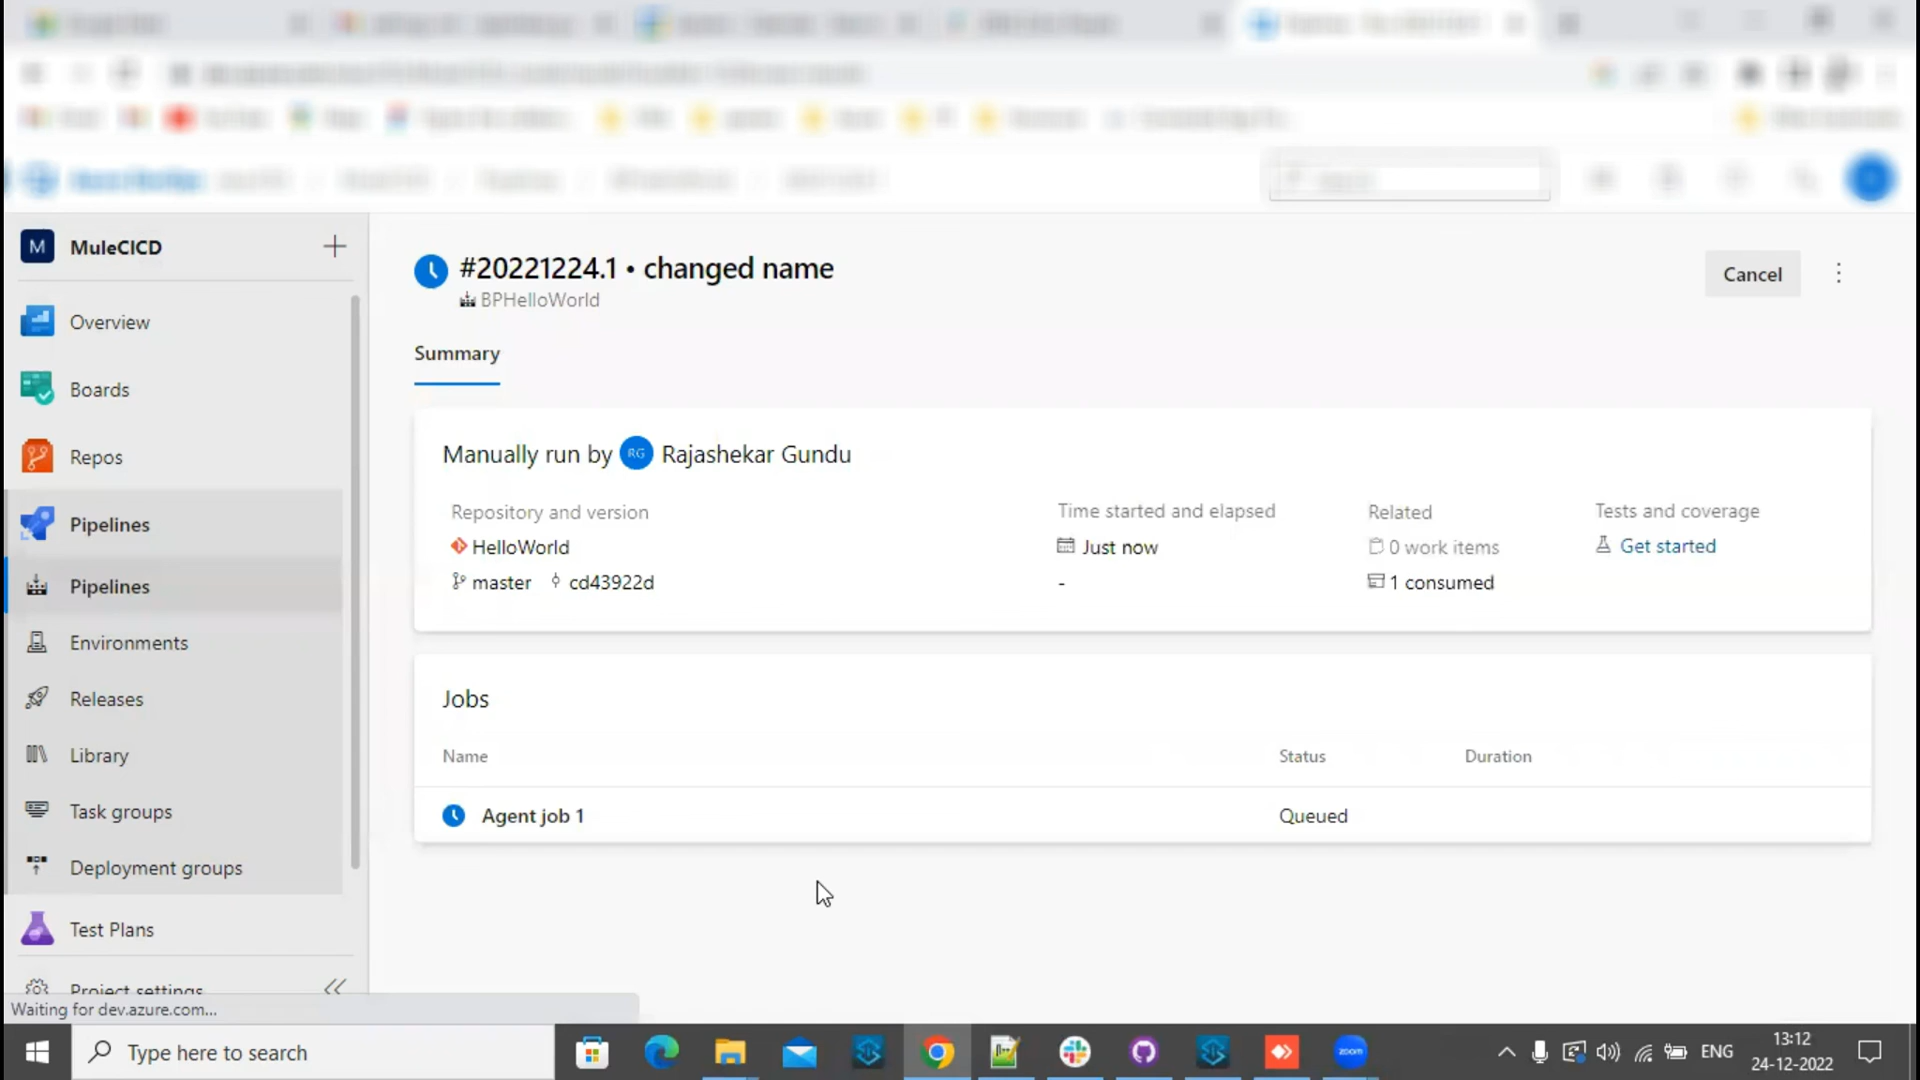 M MuleCICD
Overview
Boards
Repos
Pipelines
Pipelines
Environments
Releases
Library
Task groups
Deployment groups
Test Plans
Project settings
Waiting for dev.azure.com...
#20221224.1 • changed name
BPHelloWorld
Cancel
Summary
Manually run by RG Rajashekar Gundu
Repository and version
HelloWorld
master cd43922d
Time started and elapsed
Just now
-
Related
0 work items
1 consumed
Tests and coverage
Get started
Jobs
Name Status Duration
Agent job 1 Queued
Type here to search
zoom
ENG
13:12
24-12-2022